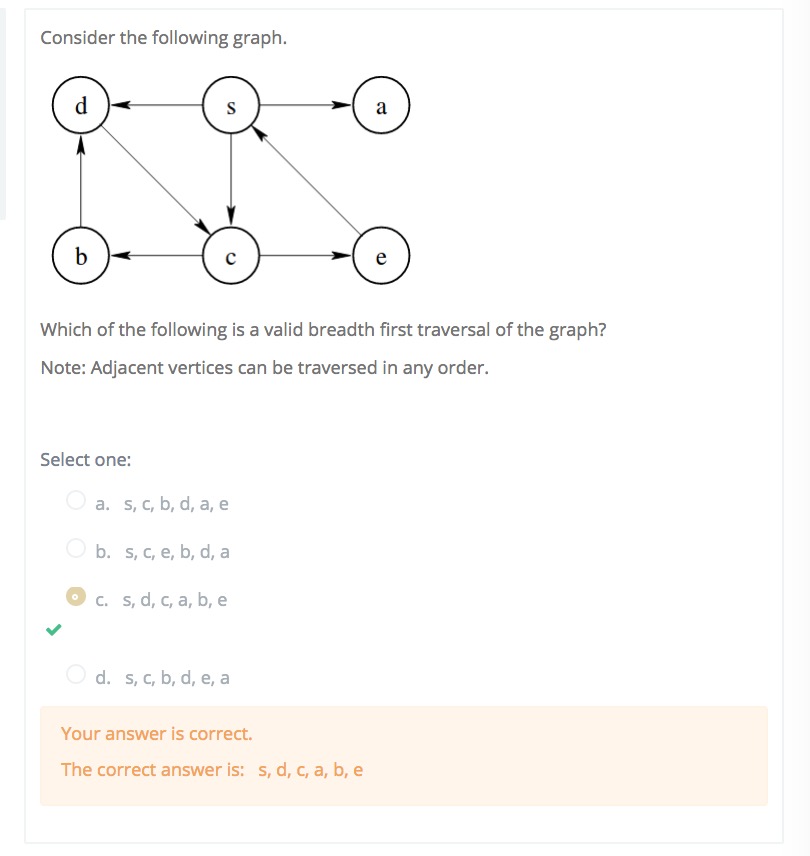 Consider the following graph.
d s a
b c e
Which of the following is a valid breadth first traversal of the graph?
Note: Adjacent vertices can be traversed in any order.
Select one:
a. s, c, b, d, a, e
b. s, c, e, b, d, a
c. s, d, c, a, b, e
d. s, c, b, d, e, a
Your answer is correct.
The correct answer is: s, d, c, a, b, e